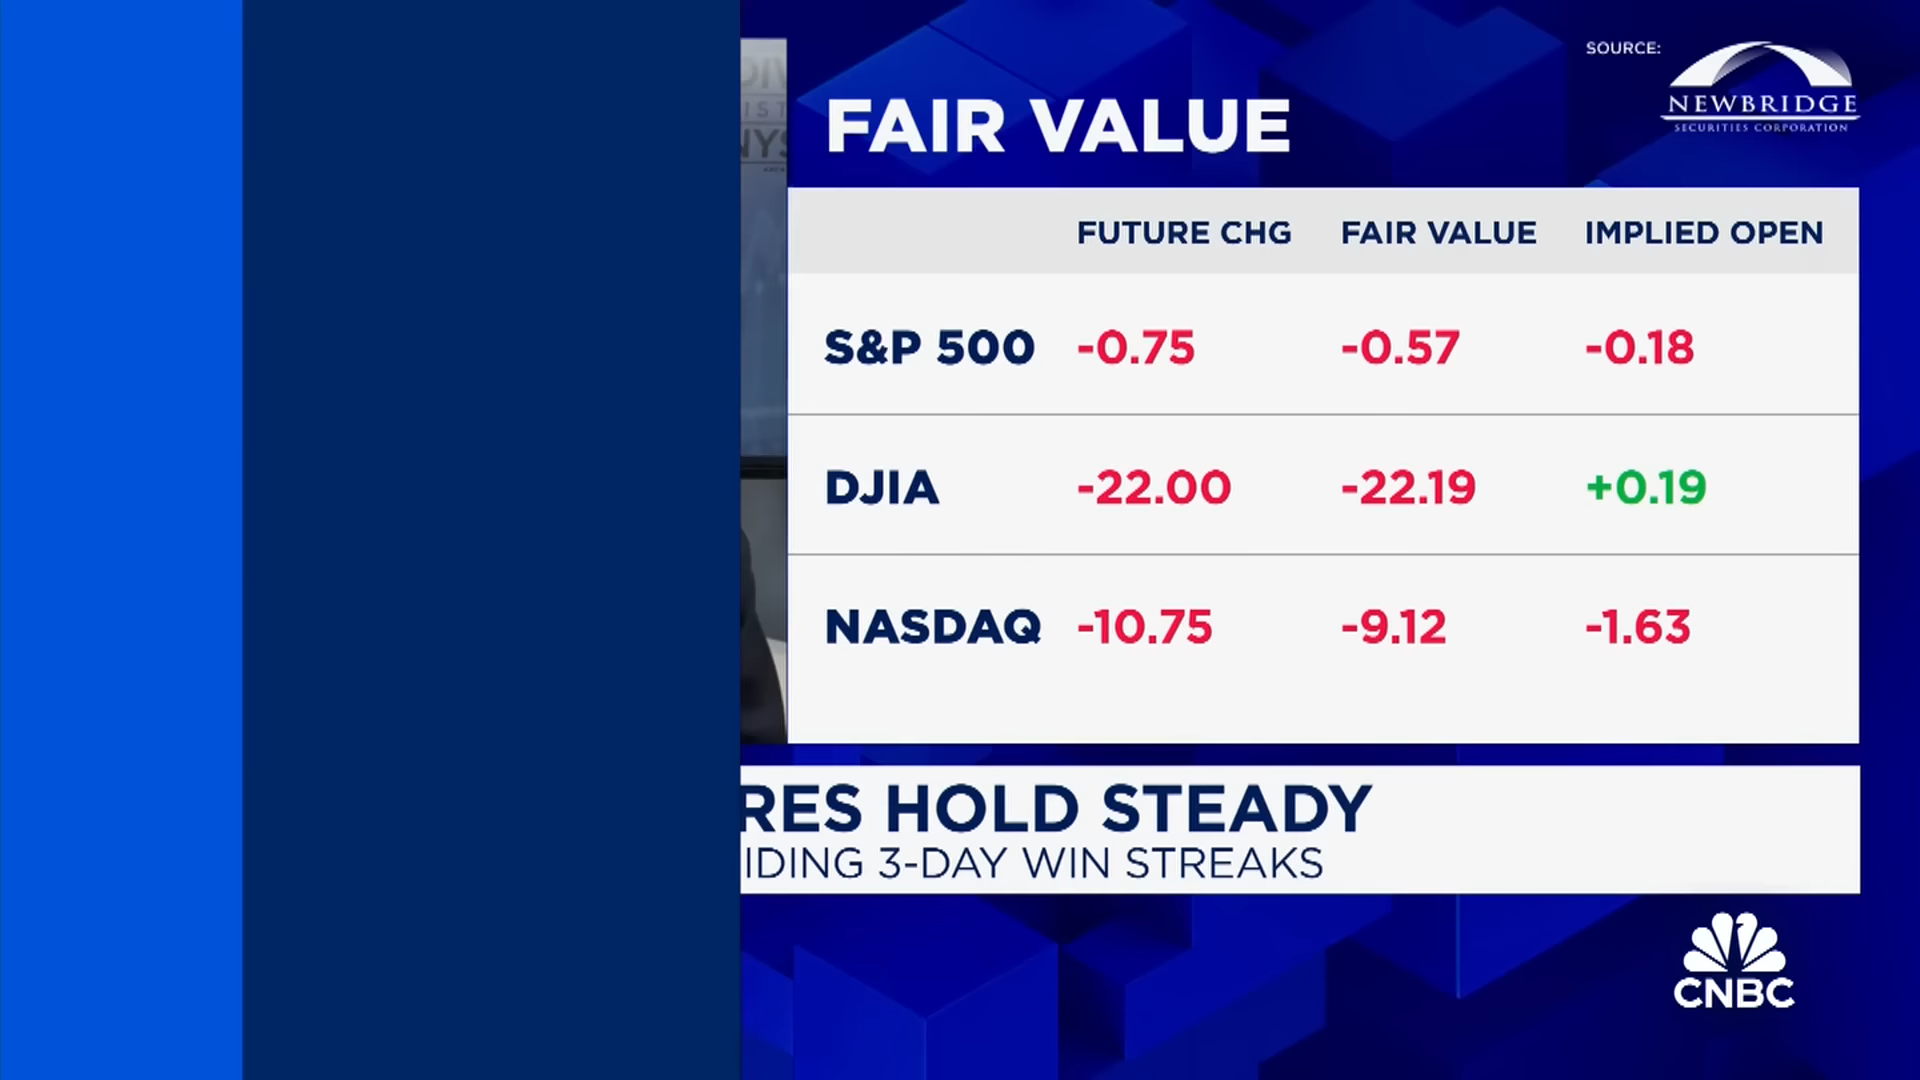 SOURCE:
NEWBRIDGE
SECURITIES CORPORATION
FAIR VALUE
FUTURE CHG FAIR VALUE IMPLIED OPEN
S&P 500 -0.75 -0.57 -0.18
DJIA -22.00 -22.19 +0.19
NASDAQ -10.75 -9.12 -1.63
RES HOLD STEADY
IDING 3-DAY WIN STREAKS
CNBC